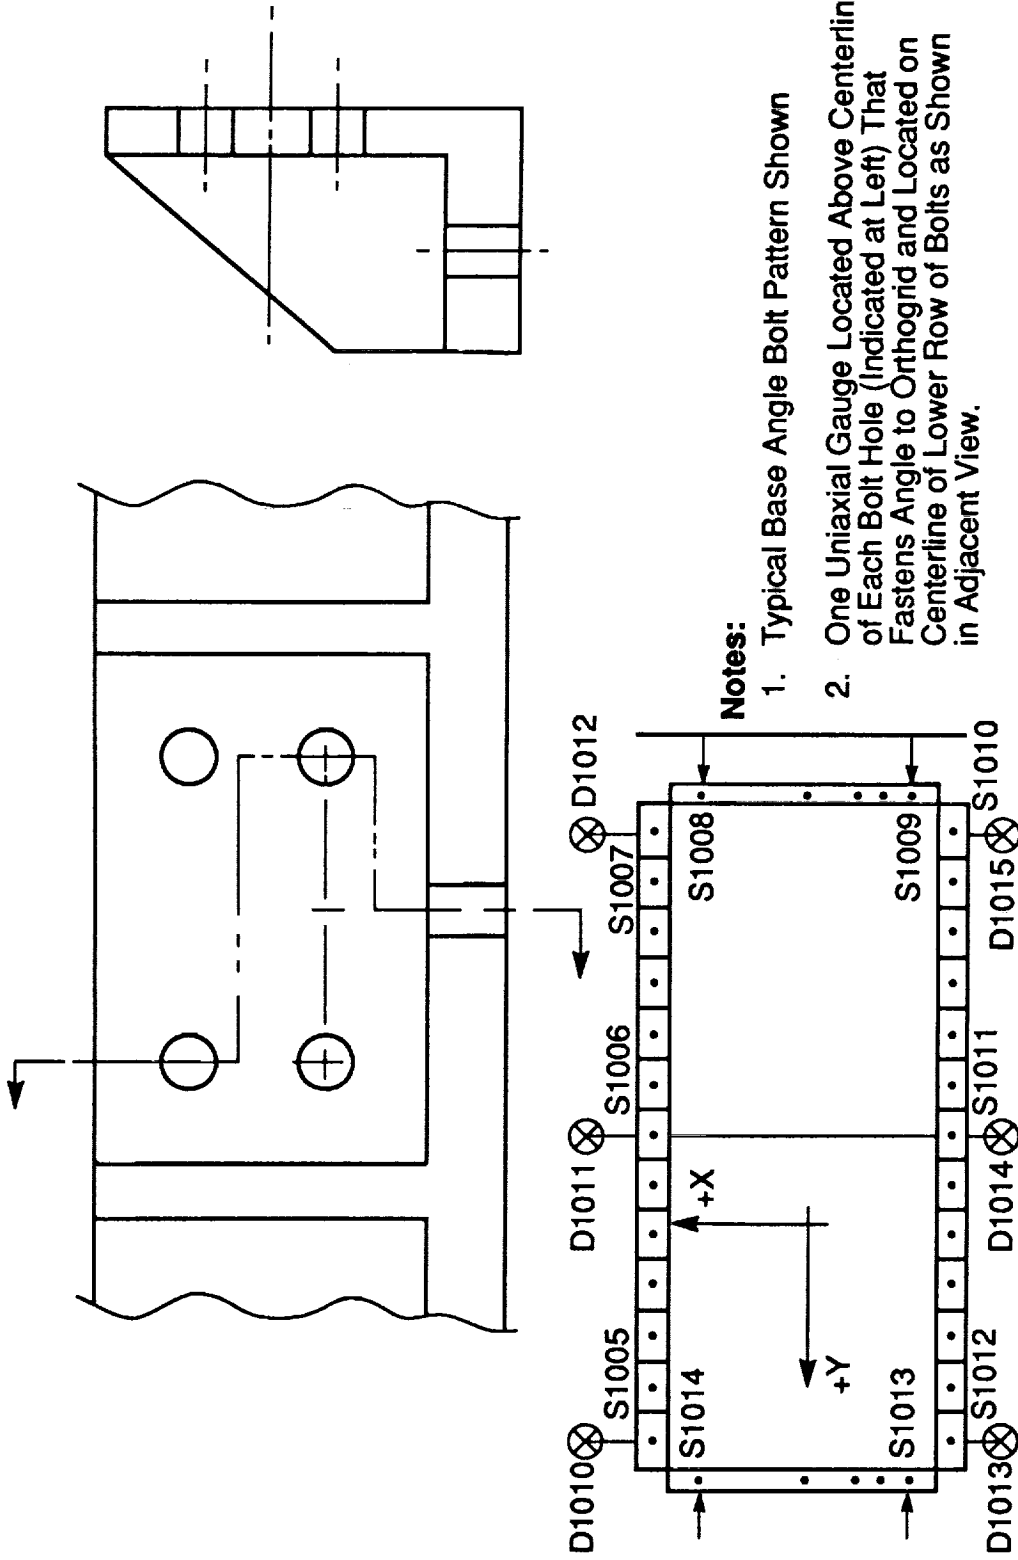 D1010
D1011
D1012
S1005
S1006
S1007
S1014
S1008
+X
+Y
S1013
S1009
S1012
S1011
S1010
D1013
D1014
D1015
Notes:
1. Typical Base Angle Bolt Pattern Shown
2. One Uniaxial Gauge Located Above Centerlin
of Each Bolt Hole (Indicated at Left) That
Fastens Angle to Orthogrid and Located on
Centerline of Lower Row of Bolts as Shown
in Adjacent View.